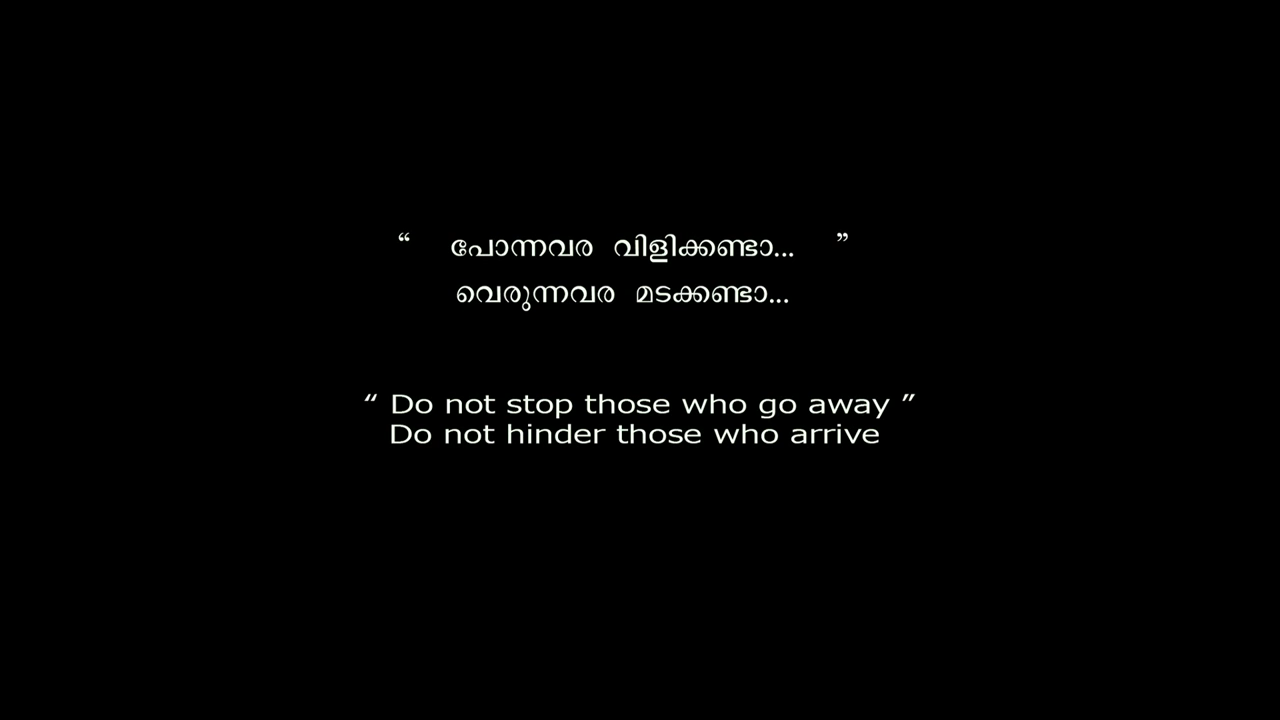 “ പോന്നവര വിളിക്കണ്ടാ... ”
വെരുന്നവര മടക്കണ്ടാ...
“ Do not stop those who go away ”
Do not hinder those who arrive